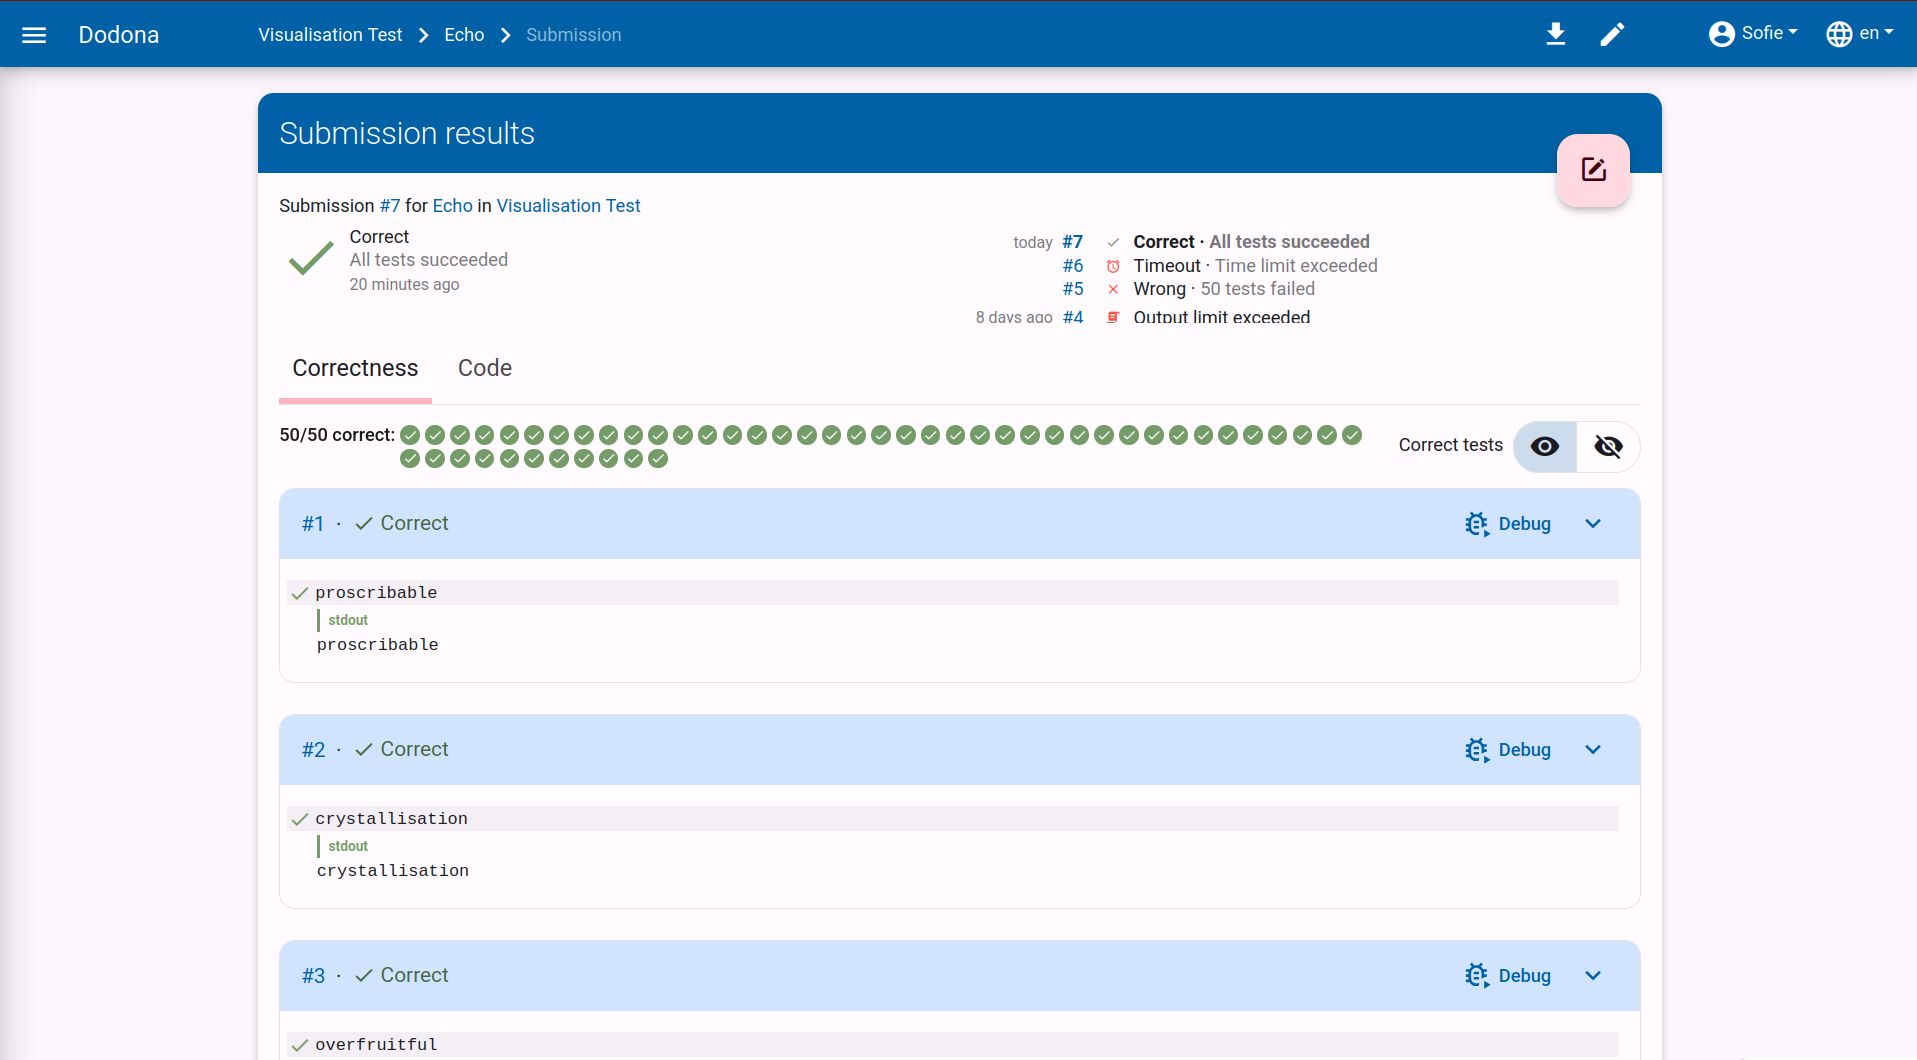 Dodona
Visualisation Test Echo Submission
Sofie
en
Submission results
Submission #7 for Echo in Visualisation Test
Correct
All tests succeeded
20 minutes ago
today #7 Correct · All tests succeeded
#6 Timeout · Time limit exceeded
#5 Wrong · 50 tests failed
8 days ago #4 Output limit exceeded
Correctness Code
50/50 correct:
Correct tests
#1 · Correct Debug
proscribable
stdout
proscribable
#2 · Correct Debug
crystallisation
stdout
crystallisation
#3 · Correct Debug
overfruitful